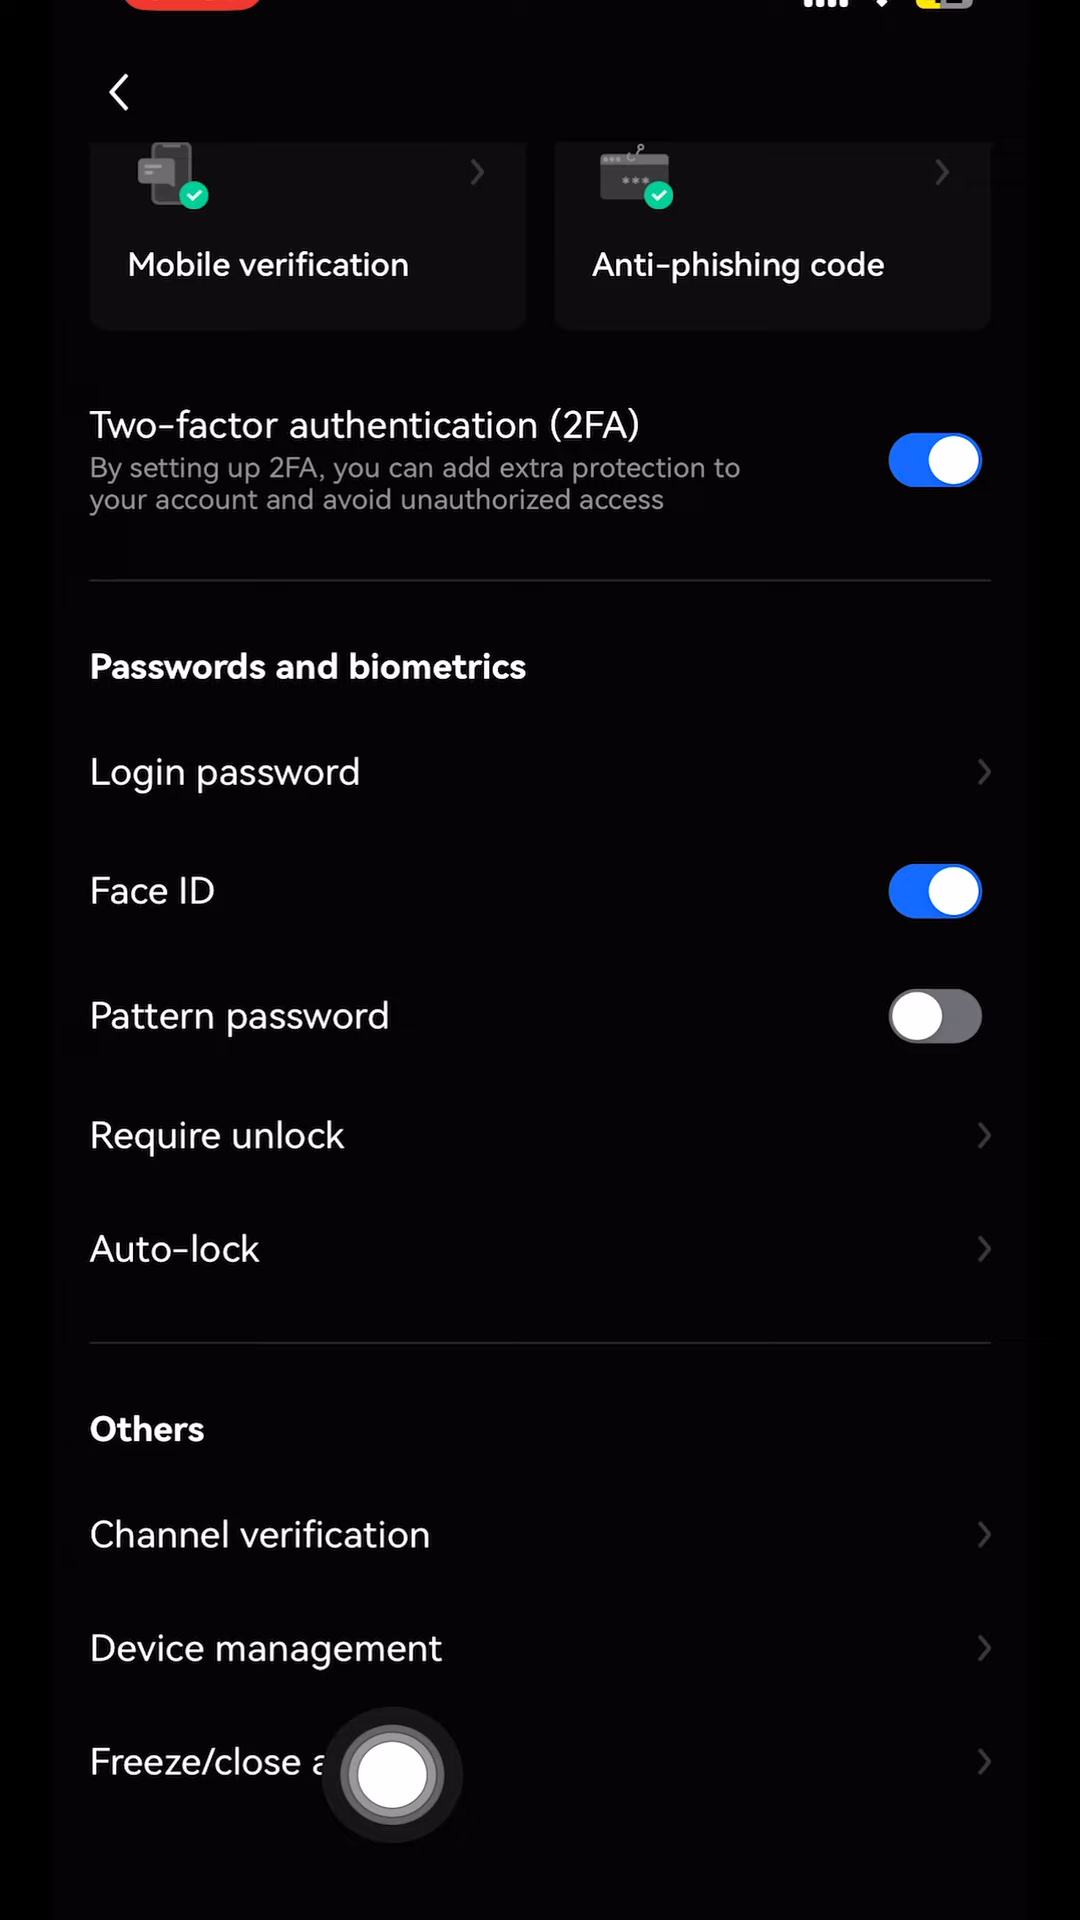 Mobile verification
Anti-phishing code
Two-factor authentication (2FA)
By setting up 2FA, you can add extra protection to
your account and avoid unauthorized access
Passwords and biometrics
Login password
Face ID
Pattern password
Require unlock
Auto-lock
Others
Channel verification
Device management
Freeze/close